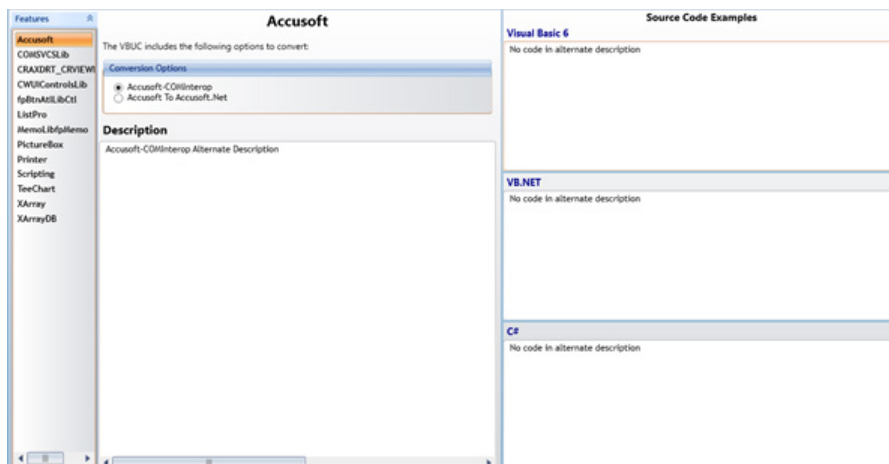 Features
Accusoft
COMSVCSLib
CRAXDRT_CRVIEWI
CWUIControlsLib
fpBtnAtlLibCtl
ListPro
MemoLibfpMemo
PictureBox
Printer
Scripting
TeeChart
XArray
XArrayDB
Accusoft
The VBUC includes the following options to convert:
Conversion Options
Accusoft-COMInterop
Accusoft To Accusoft.Net
Description
Accusoft-COMInterop Alternate Description
Source Code Examples
Visual Basic 6
No code in alternate description
VB.NET
No code in alternate description
C#
No code in alternate description